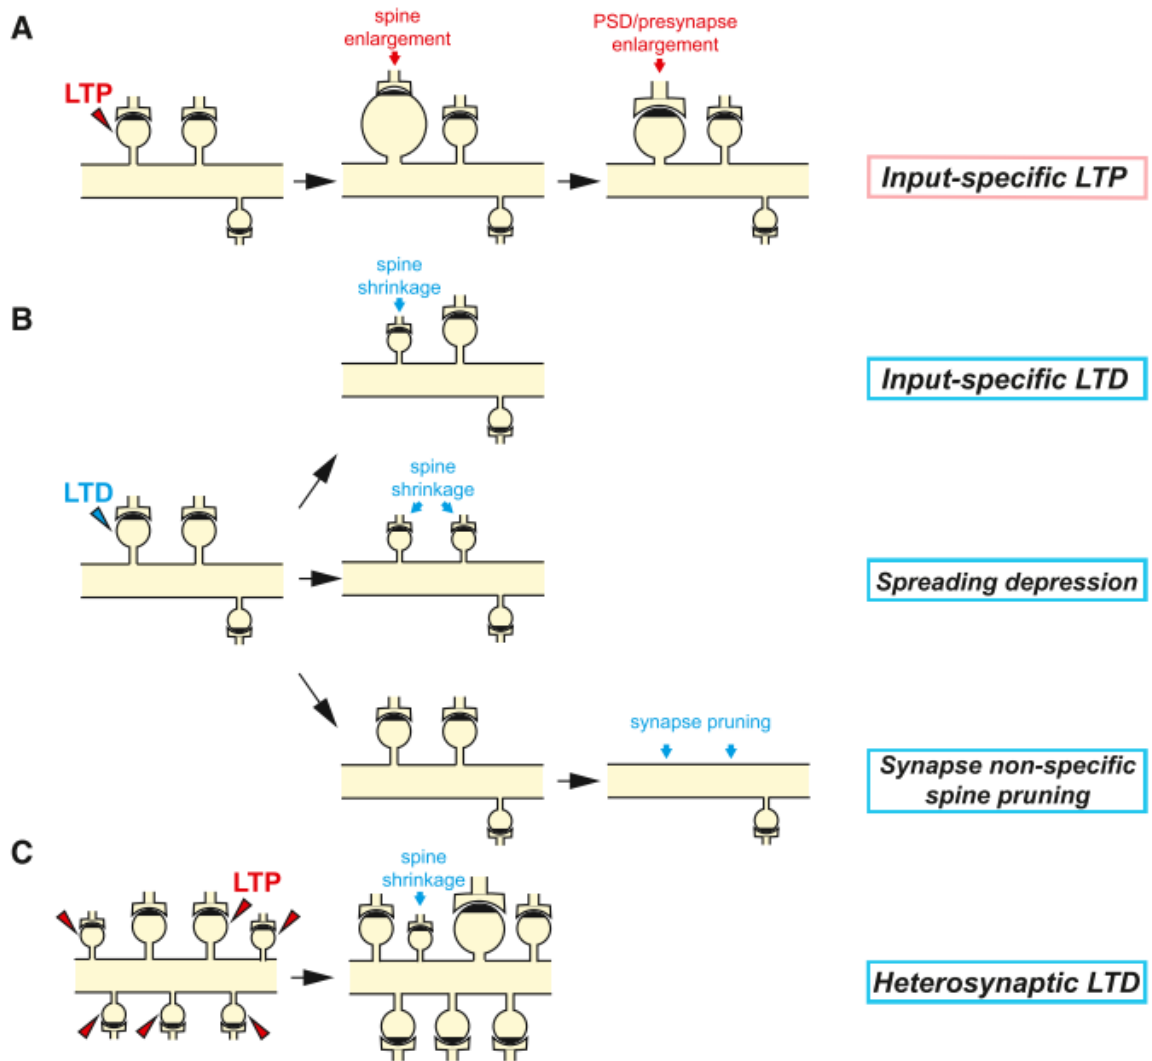 A
spine
enlargement
PSD/presynapse
enlargement
LTP
Input-specific LTP
B
spine
shrinkage
Input-specific LTD
LTD
spine
shrinkage
Spreading depression
synapse pruning
Synapse non-specific
spine pruning
C
spine
shrinkage
LTP
Heterosynaptic LTD